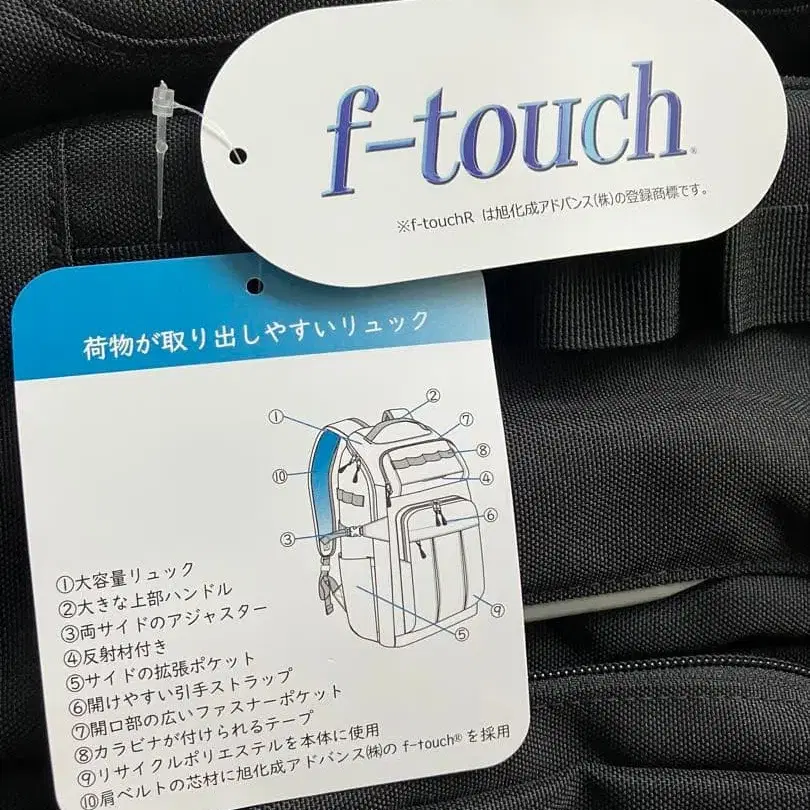 f-touch®
※f-touchR は旭化成アドバンス(株)の登録商標です。
荷物が取り出しやすいリュック
①
②
⑦
⑧
⑩
④
⑥
③
⑨
⑤
①大容量リュック
②大きな上部ハンドル
③両サイドのアジャスター
④反射材付き
⑤サイドの拡張ポケット
⑥開けやすい引手ストラップ
⑦開口部の広いファスナーポケット
⑧カラビナが付けられるテープ
⑨リサイクルポリエステルを本体に使用
⑩肩ベルトの芯材に旭化成アドバンス㈱の f-touch® を採用